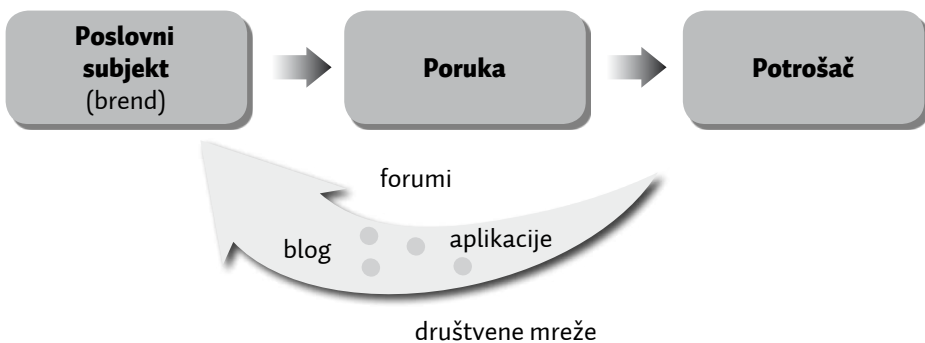 Poslovni
subjekt
(brend)
Poruka
Potrošač
forumi
blog
aplikacije
društvene mreže